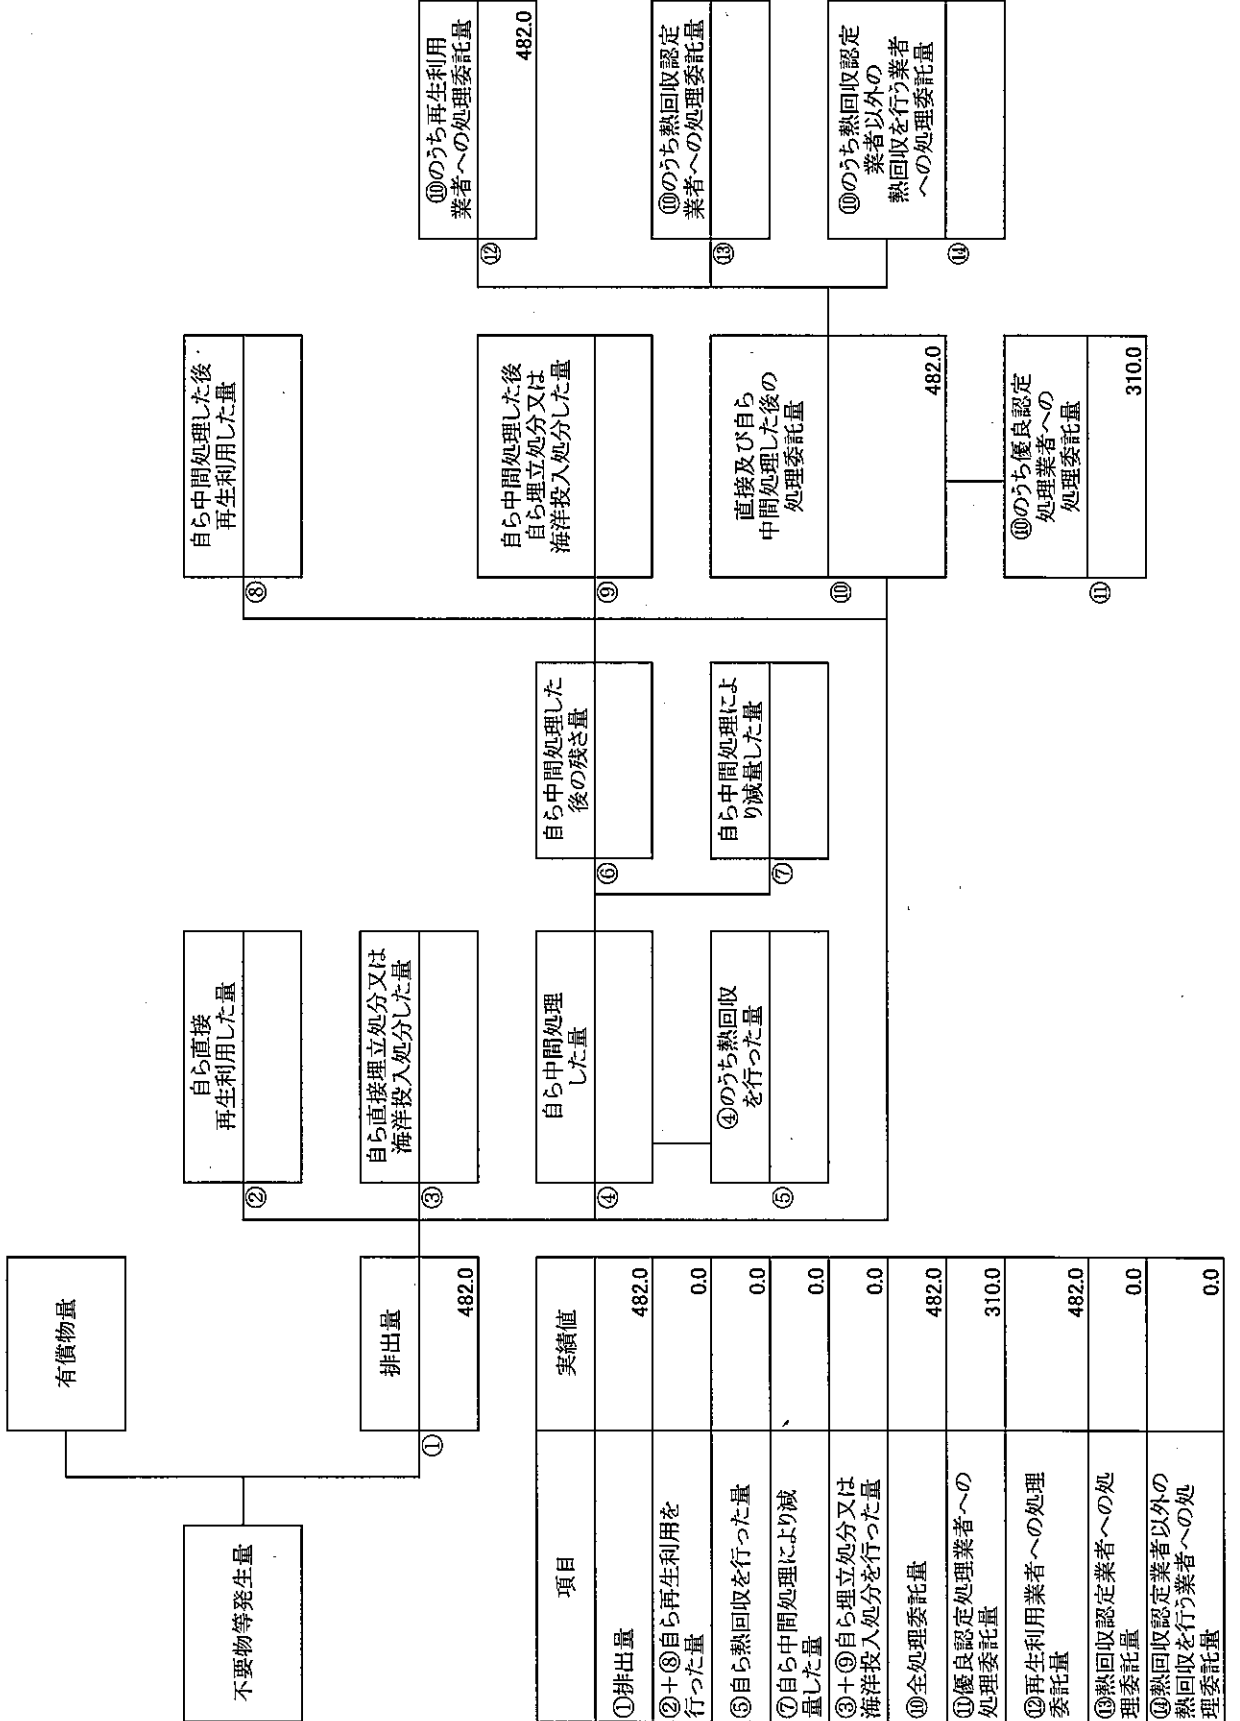 不要物等発生量
有償物量
排出量
①
482.0
自ら直接
再生利用した量
②
自ら直接埋立処分又は
海洋投入処分した量
③
自ら中間処理
した量
④
④のうち熱回収
を行った量
⑤
自ら中間処理した
後の残さ量
⑥
自ら中間処理によ
り減量した量
⑦
自ら中間処理した後
再生利用した量
⑧
自ら中間処理した後
自ら埋立処分又は
海洋投入処分した量
⑨
直接及び自ら
中間処理した後の
処理委託量
⑩
482.0
⑩のうち優良認定
処理業者への
処理委託量
⑪
310.0
⑩のうち再生利用
業者への処理委託量
⑫
482.0
⑩のうち熱回収認定
業者への処理委託量
⑬
⑩のうち熱回収認定
業者以外の
熱回収を行う業者
への処理委託量
⑭
項目
実績値
①排出量
482.0
②+⑧自ら再生利用を
行った量
0.0
⑤自ら熱回収を行った量
0.0
⑦自ら中間処理により減
量した量
0.0
③+⑨自ら埋立処分又は
海洋投入処分を行った量
0.0
⑩全処理委託量
482.0
⑪優良認定処理業者への
処理委託量
310.0
⑫再生利用業者への処理
委託量
482.0
⑬熱回収認定業者への処
理委託量
0.0
⑭熱回収認定業者以外の
熱回収を行う業者への処
理委託量
0.0